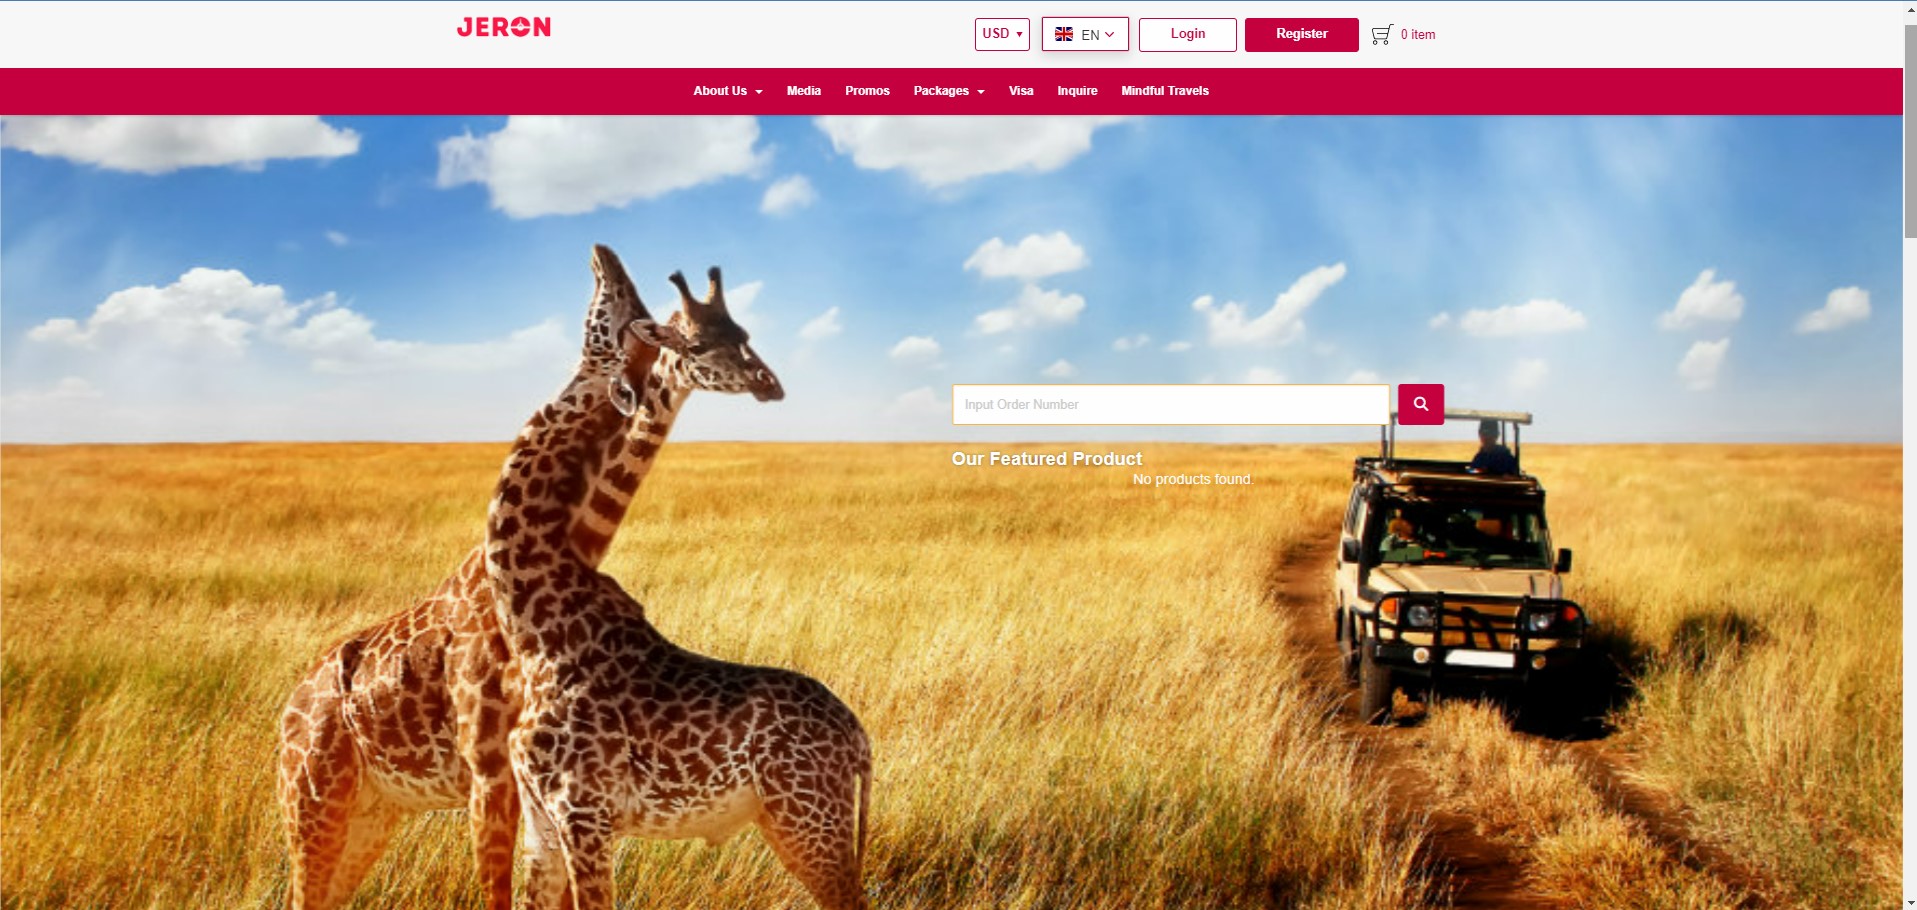 JERON
USD
EN
Login
Register
0 item
About Us
Media
Promos
Packages
Visa
Inquire
Mindful Travels
Input Order Number
Our Featured Product
No products found.